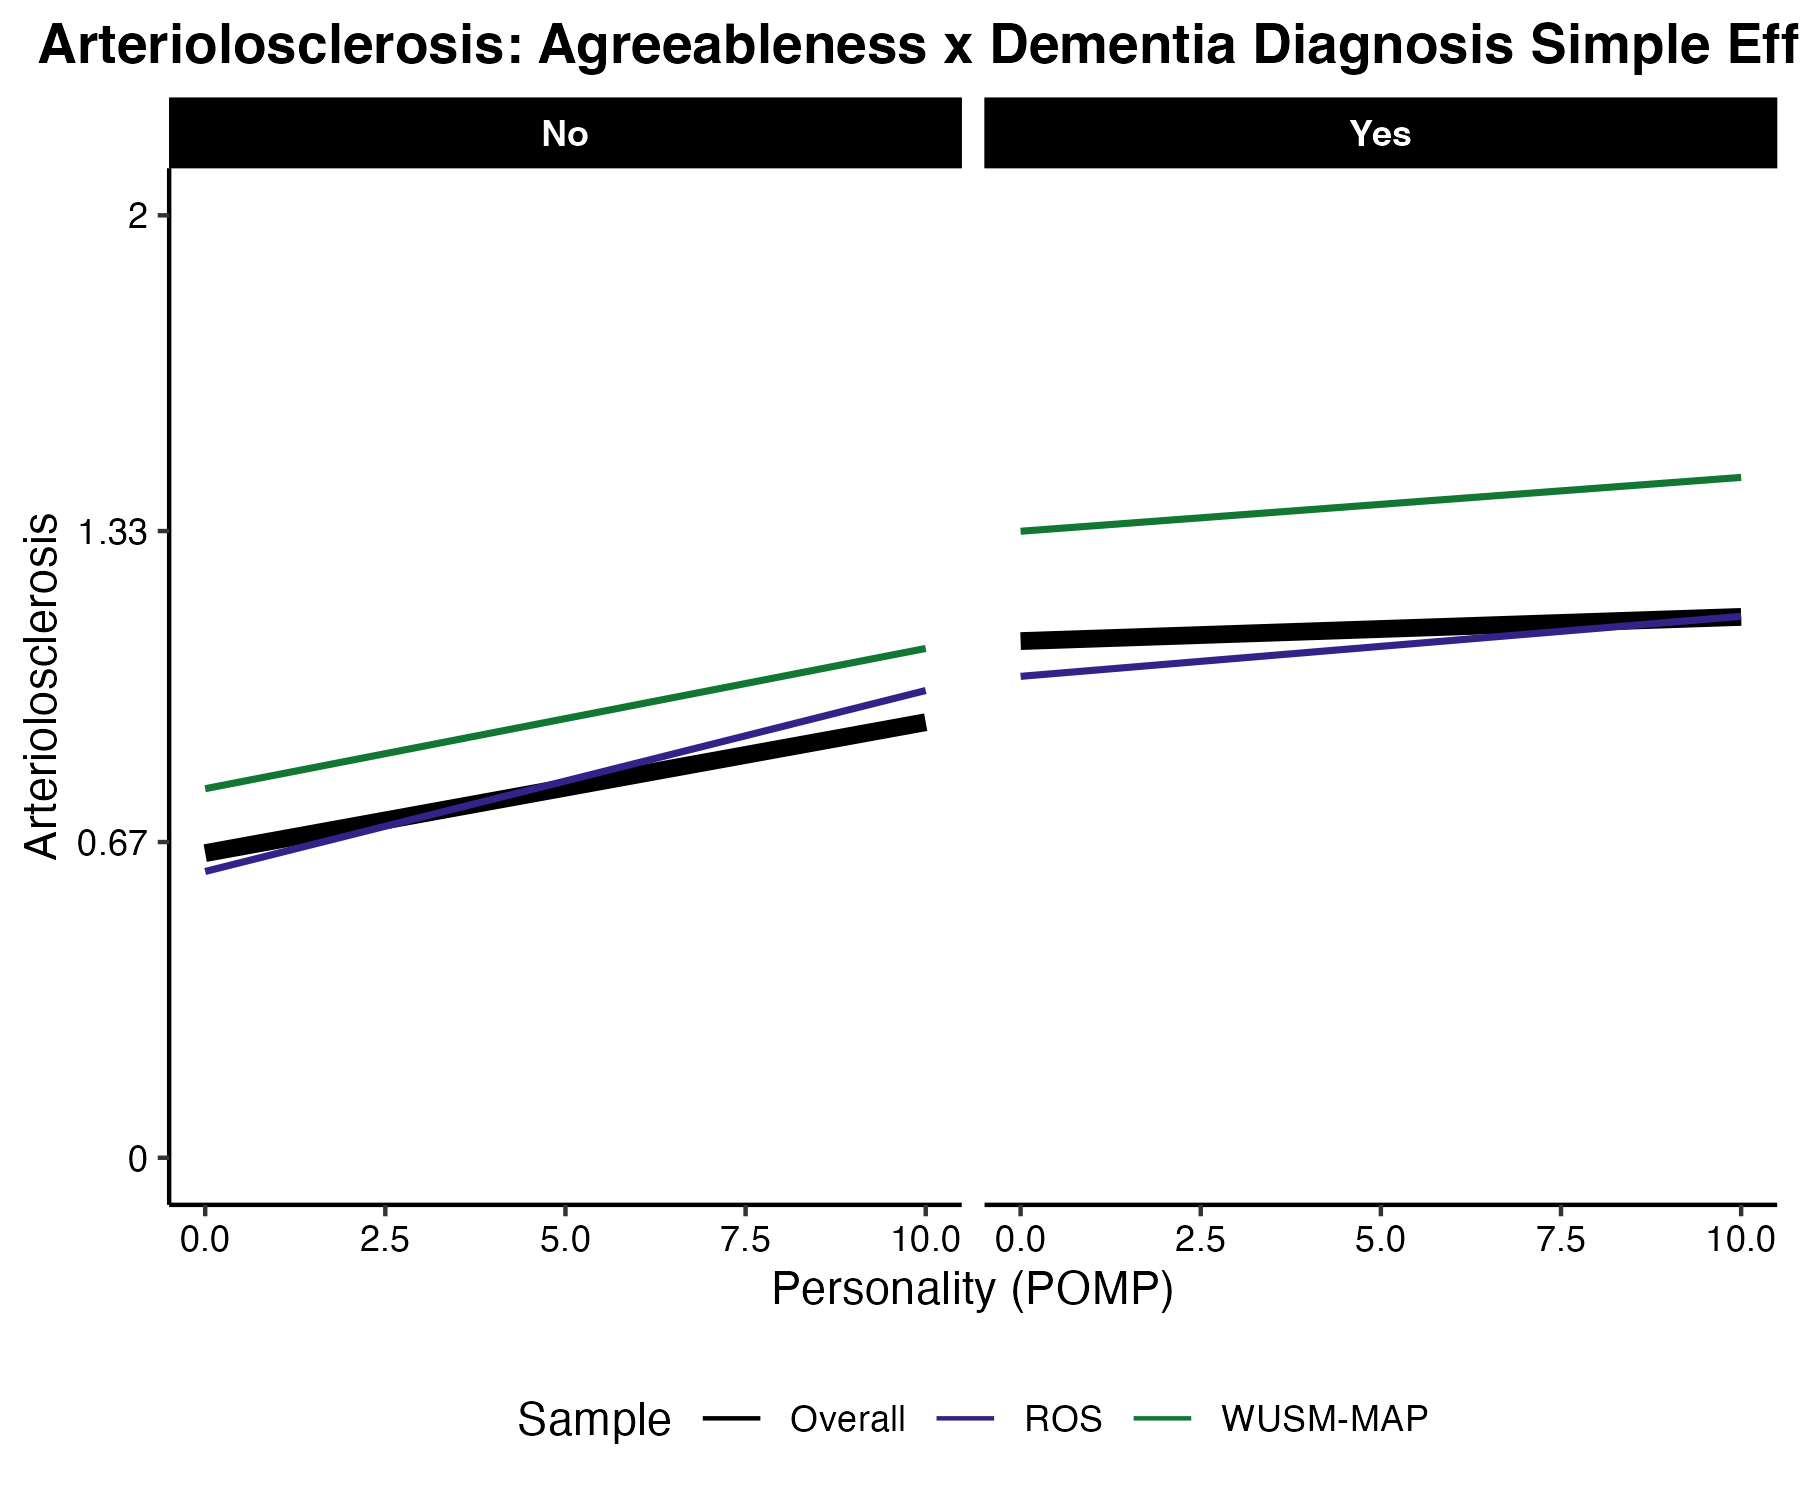 Arteriolosclerosis: Agreeableness x Dementia Diagnosis Simple Eff
No
Yes
Arteriolosclerosis
2
1.33
0.67
0
0.0 2.5 5.0 7.5 10.0
0.0 2.5 5.0 7.5 10.0
Personality (POMP)
Sample Overall ROS WUSM-MAP